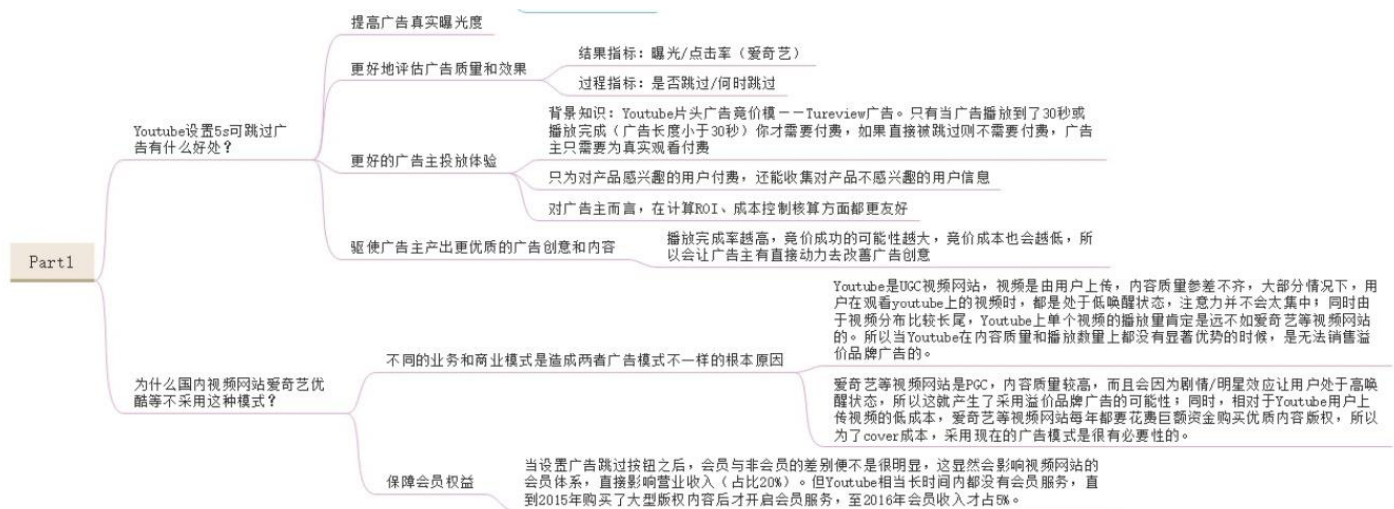 提高广告真实曝光度
结果指标：曝光/点击率（爱奇艺）
更好地评估广告质量和效果
过程指标：是否跳过/何时跳过
Youtube设置5s可跳过广
告有什么好处？
背景知识：Youtube片头广告竞价模——Tureview广告。只有当广告播放到了30秒或
播放完成（广告长度小于30秒）你才需要付费，如果直接被跳过则不需要付费，广告
主只需要为真实观看付费
更好的广告主投放体验
只为对产品感兴趣的用户付费，还能收集对产品不感兴趣的用户信息
对广告主而言，在计算ROI、成本控制核算方面都更友好
驱使广告主产出更优质的广告创意和内容
播放完成率越高，竞价成功的可能性越大，竞价成本也会越低，所
以会让广告主有直接动力去改善广告创意
Part1
Youtube是UGC视频网站，视频是由用户上传，内容质量参差不齐，大部分情况下，用
户在观看youtube上的视频时，都是处于低唤醒状态，注意力并不会太集中；同时由
于视频分布比较长尾，Youtube上单个视频的播放量肯定是远不如爱奇艺等视频网站
的。所以当Youtube在内容质量和播放数量上都没有显著优势的时候，是无法销售溢
价品牌广告的。
不同的业务和商业模式是造成两者广告模式不一样的根本原因
为什么国内视频网站爱奇艺优
酷等不采用这种模式？
爱奇艺等视频网站是PGC，内容质量较高，而且会因为剧情/明星效应让用户处于高唤
醒状态，所以这就产生了采用溢价品牌广告的可能性；同时，相对于Youtube用户上
传视频的低成本，爱奇艺等视频网站每年都要花费巨额资金购买优质内容版权，所以
为了cover成本，采用现在的广告模式是很有必要性的。
保障会员权益
当设置广告跳过按钮之后，会员与非会员的差别便不是很明显，这显然会影响视频网站的
会员体系，直接影响营业收入（占比20%）。但Youtube相当长时间内都没有会员服务，直
到2015年购买了大型版权内容后才开启会员服务，至2016年会员收入才占5%。